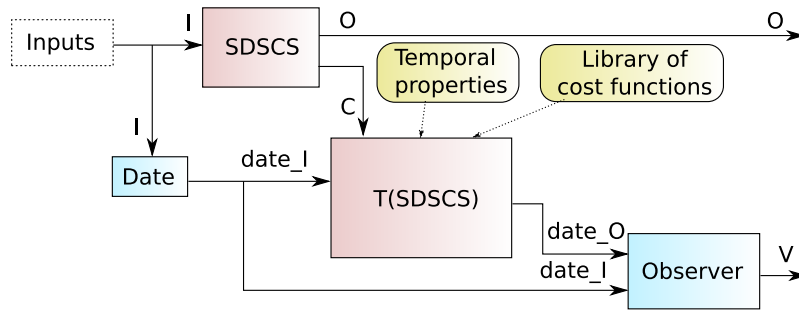 I
O
O
Inputs
SDSCS
Temporal
properties
Library of
cost functions
C
I
date_I
Date
T(SDSCS)
date_O
V
date_I
Observer